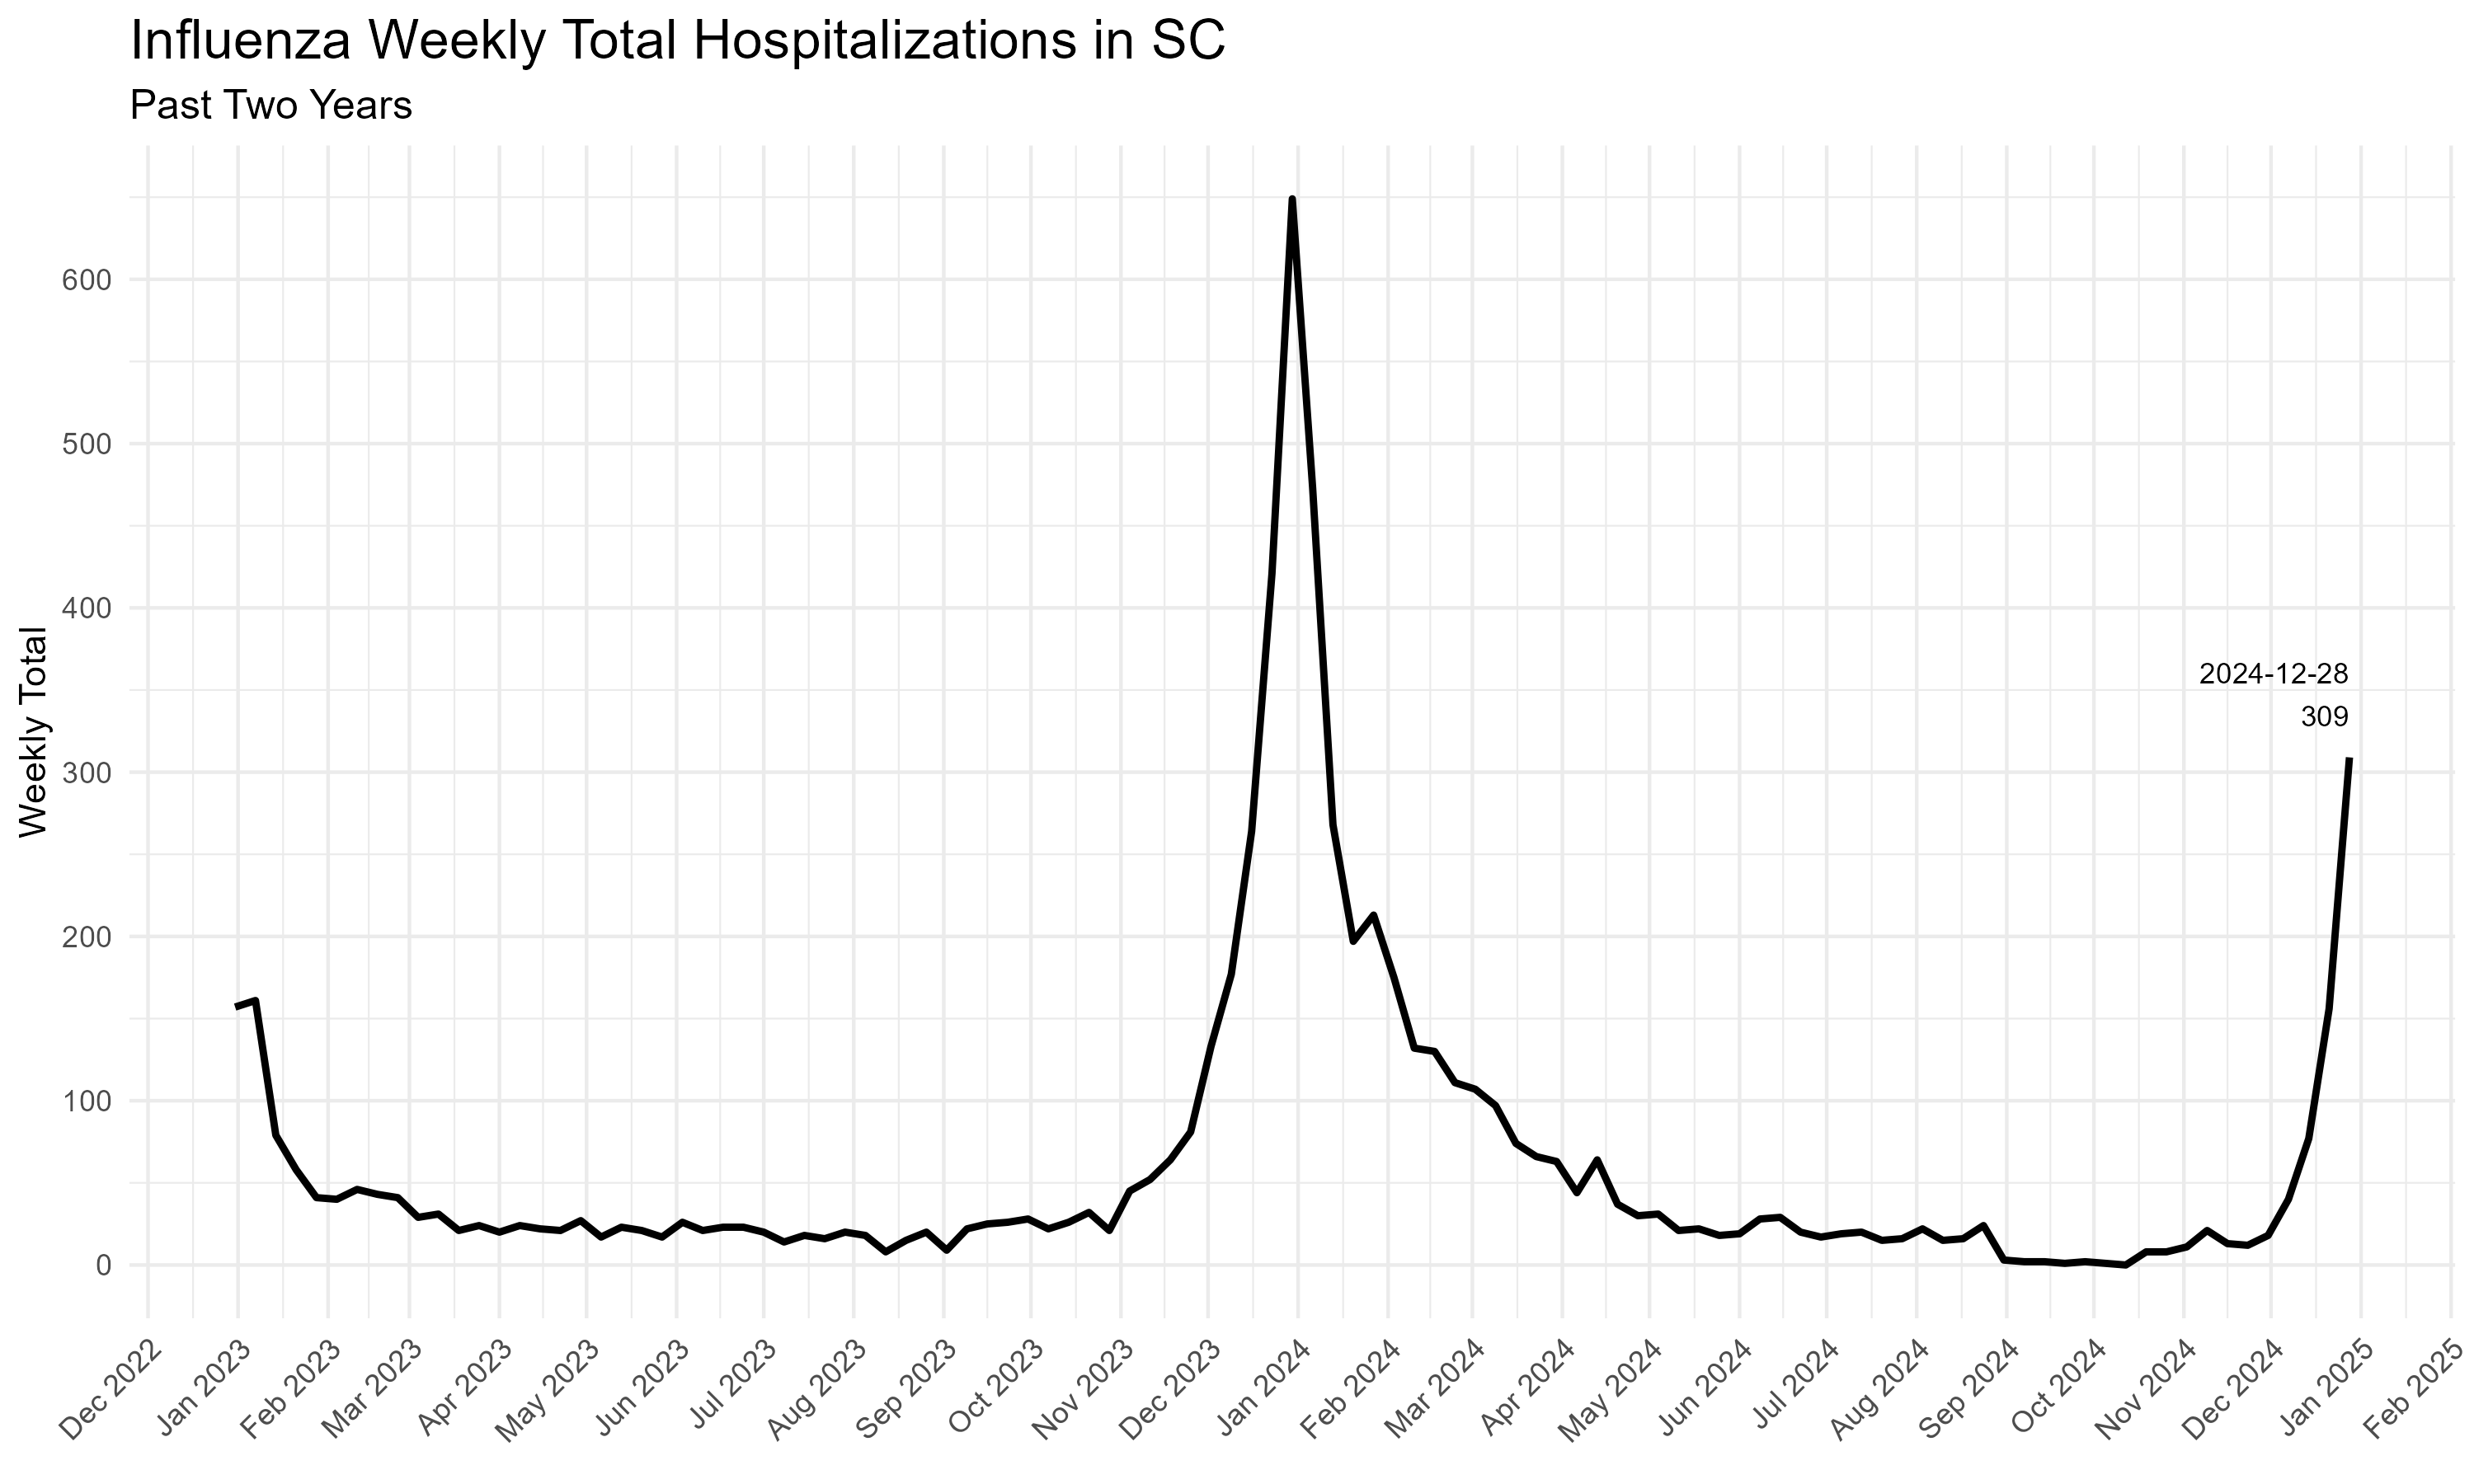 Influenza Weekly Total Hospitalizations in SC
Past Two Years
Weekly Total
600
500
400
300
200
100
0
2024-12-28
309
Dec 2022
Jan 2023
Feb 2023
Mar 2023
Apr 2023
May 2023
Jun 2023
Jul 2023
Aug 2023
Sep 2023
Oct 2023
Nov 2023
Dec 2023
Jan 2024
Feb 2024
Mar 2024
Apr 2024
May 2024
Jun 2024
Jul 2024
Aug 2024
Sep 2024
Oct 2024
Nov 2024
Dec 2024
Jan 2025
Feb 2025